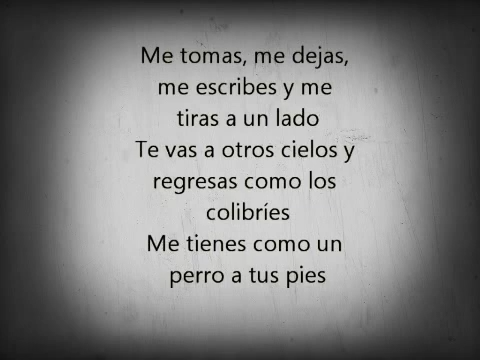 Me tomas, me dejas,
me escribes y me
tiras a un lado
Te vas a otros cielos y
regresas como los
colibríes
Me tienes como un
perro a tus pies